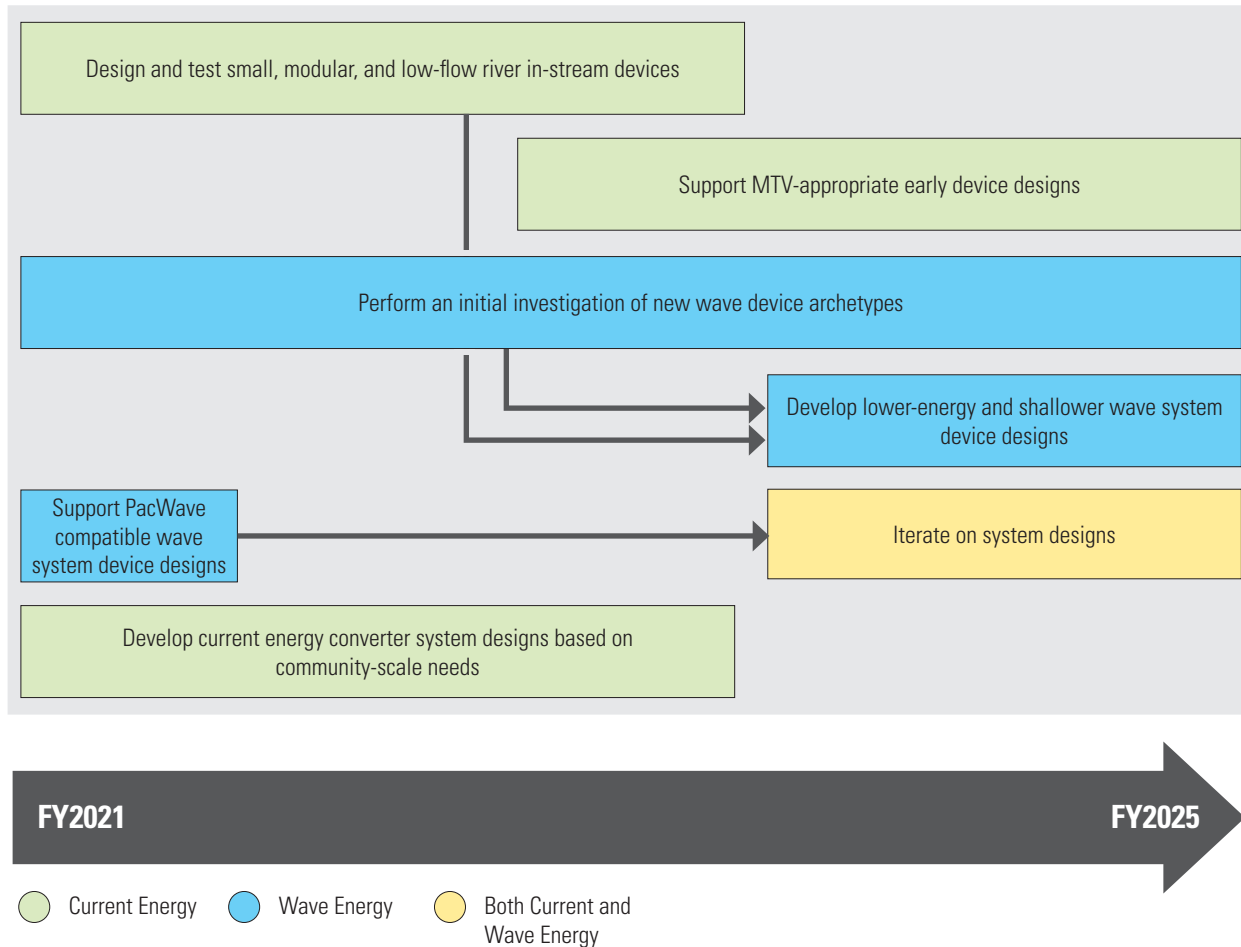 Design and test small, modular, and low-flow river in-stream devices
Support MTV-appropriate early device designs
Perform an initial investigation of new wave device archetypes
Develop lower-energy and shallower wave system
device designs
Support PacWave
compatible wave
system device designs
Iterate on system designs
Develop current energy converter system designs based on
community-scale needs
FY2021
FY2025
Current Energy
Wave Energy
Both Current and
Wave Energy